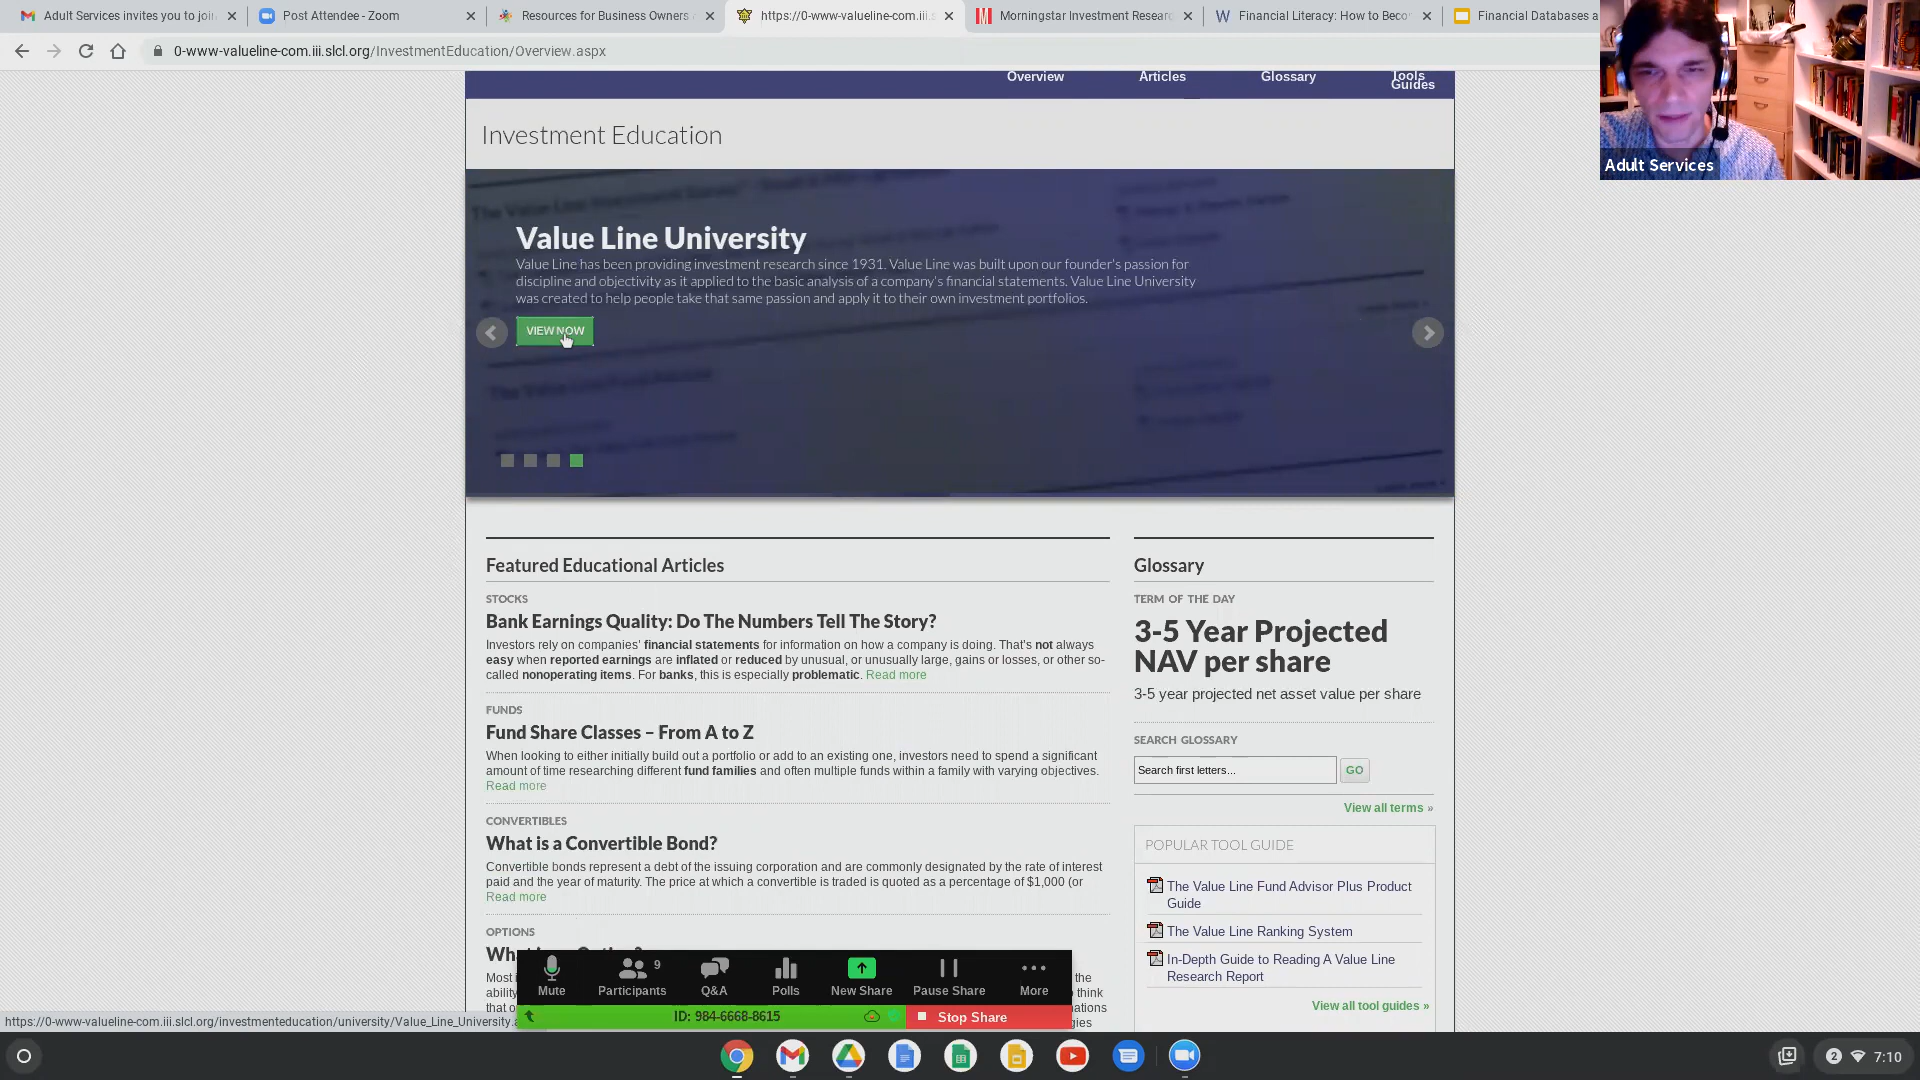 Adult Services invites you to joi
Post Attendee - Zoom
Resources for Business Owners
https://0-www-valueline-com.iii.s
Morningstar Investment Resear
Financial Literacy: How to Beco
Financial Databases a
0-www-valueline-com.iii.slcl.org/InvestmentEducation/Overview.aspx
Adult Services
Overview
Articles
Glossary
Tools
Guides
Investment Education
Value Line University
Value Line has been providing investment research since 1931. Value Line was built upon our founder's passion for
discipline and objectivity as it applied to the basic analysis of a company's financial statements. Value Line University
was created to help people take that same passion and apply it to their own investment portfolios.
VIEW NOW
Featured Educational Articles
STOCKS
Bank Earnings Quality: Do The Numbers Tell The Story?
Investors rely on companies' financial statements for information on how a company is doing. That's not always
easy when reported earnings are inflated or reduced by unusual, or unusually large, gains or losses, or other so-
called nonoperating items. For banks, this is especially problematic. Read more
FUNDS
Fund Share Classes – From A to Z
When looking to either initially build out a portfolio or add to an existing one, investors need to spend a significant
amount of time researching different fund families and often multiple funds within a family with varying objectives.
Read more
CONVERTIBLES
What is a Convertible Bond?
Convertible bonds represent a debt of the issuing corporation and are commonly designated by the rate of interest
paid and the year of maturity. The price at which a convertible is traded is quoted as a percentage of $1,000 (or
Read more
OPTIONS
Glossary
TERM OF THE DAY
3-5 Year Projected
NAV per share
3-5 year projected net asset value per share
SEARCH GLOSSARY
Search first letters...
GO
View all terms »
POPULAR TOOL GUIDE
The Value Line Fund Advisor Plus Product
Guide
The Value Line Ranking System
In-Depth Guide to Reading A Value Line
Research Report
View all tool guides »
Most
the
think
that
9
Mute
Participants
Q&A
Polls
New Share
Pause Share
More
ID: 984-6668-8615
Stop Share
https://0-www-valueline-com.iii.slcl.org/investmenteducation/university/Value_Line_University.a
2
7:10